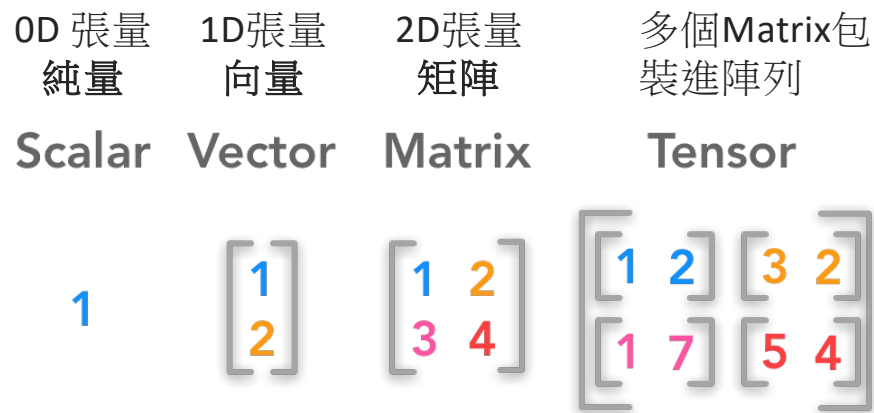 0D 張量
純量
1D張量
向量
2D張量
矩陣
多個Matrix包
裝進陣列
Scalar
Vector
Matrix
Tensor
1
1
2
1 2
3 4
1 2
3 2
1 7
5 4